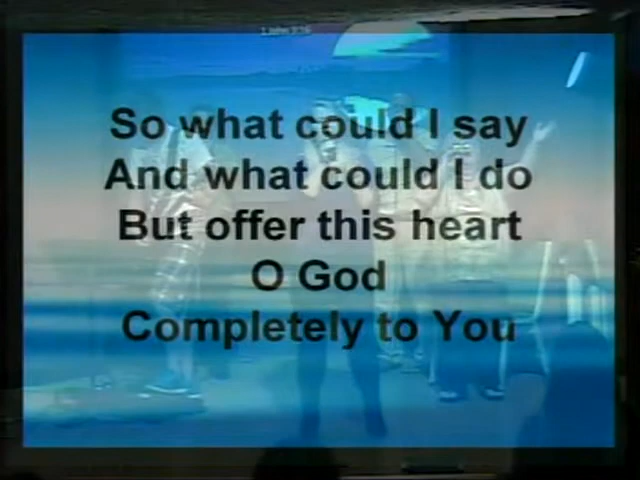 So what could I say
And what could I do
But offer this heart
O God
Completely to You